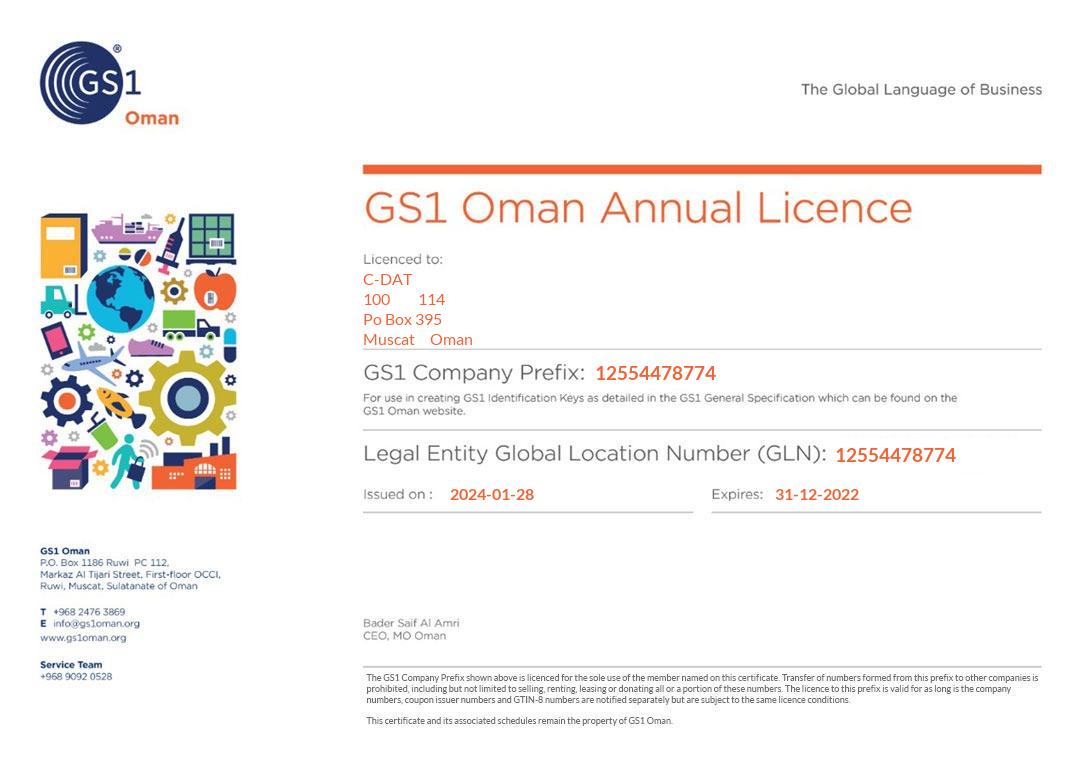 GS1®
Oman
The Global Language of Business
GS1 Oman Annual Licence
Licenced to:
C-DAT
100 114
Po Box 395
Muscat Oman
GS1 Company Prefix: 12554478774
For use in creating GS1 Identification Keys as detailed in the GS1 General Specification which can be found on the
GS1 Oman website.
Legal Entity Global Location Number (GLN): 12554478774
Issued on : 2024-01-28 Expires: 31-12-2022
GS1 Oman
P.O. Box 1186 Ruwi PC 112,
Markaz Al Tijari Street, First-floor OCCI,
Ruwi, Muscat, Sulatanate of Oman
T +968 2476 3869
E info@gs1oman.org
www.gs1oman.org
Service Team
+968 9092 0528
Bader Saif Al Amri
CEO, MO Oman
The GS1 Company Prefix shown above is licenced for the sole use of the member named on this certificate. Transfer of numbers formed from this prefix to other companies is
prohibited, including but not limited to selling, renting, leasing or donating all or a portion of these numbers. The licence to this prefix is valid for as long is the company
numbers, coupon issuer numbers and GTIN-8 numbers are notified separately but are subject to the same licence conditions.
This certificate and its associated schedules remain the property of GS1 Oman.